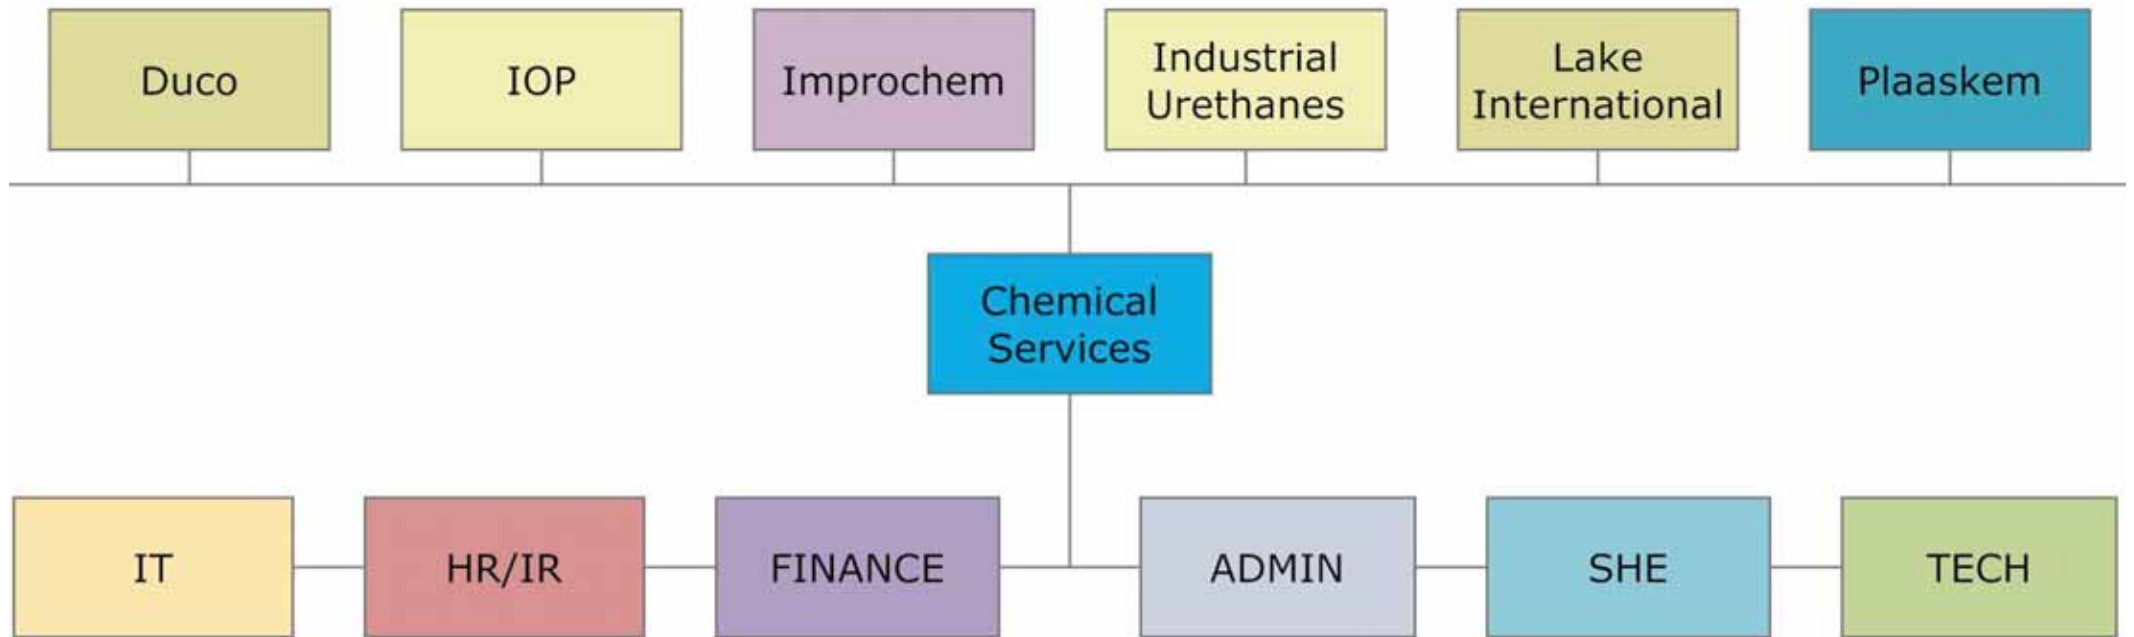 Duco
IOP
Improchem
Industrial
Urethanes
Lake
International
Plaaskem
Chemical
Services
IT
HR/IR
FINANCE
ADMIN
SHE
TECH